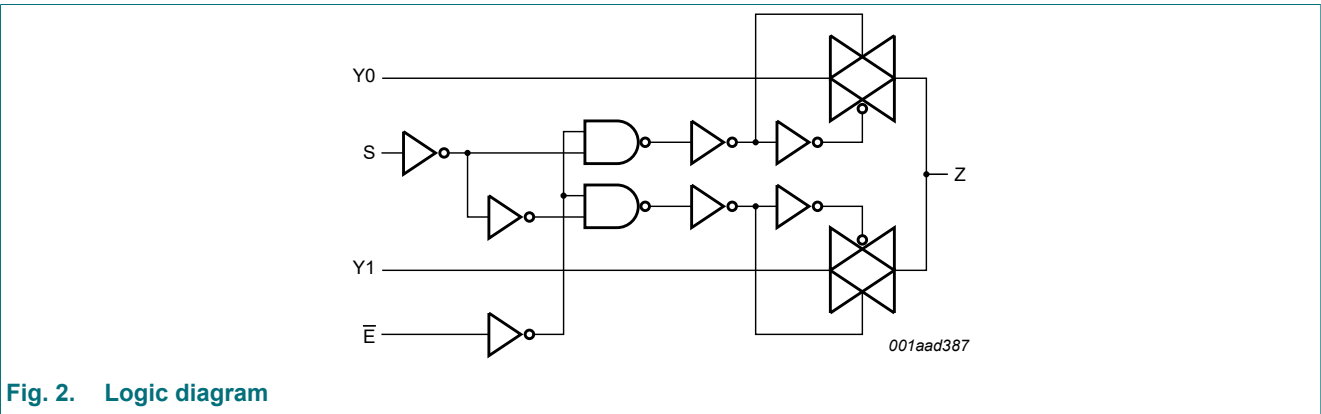 Y0
S
Z
Y1
E̅
001aad387
Fig. 2. Logic diagram